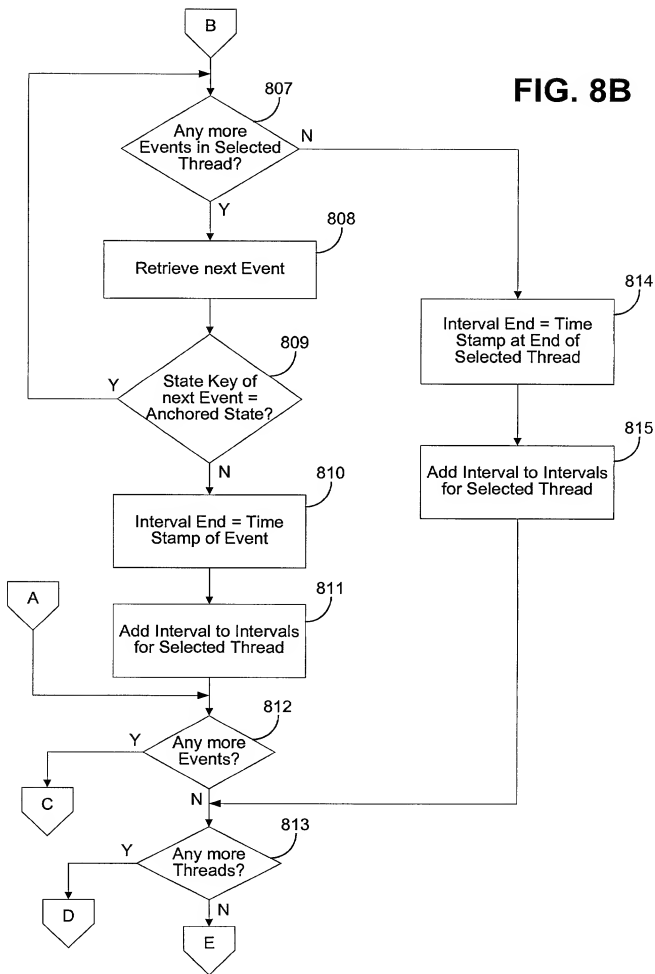 B
FIG. 8B
807
Any more
Events in Selected
Thread?
N
Y
808
Retrieve next Event
814
Interval End = Time
Stamp at End of
Selected Thread
809
State Key of
next Event =
Anchored State?
Y
N
815
Add Interval to Intervals
for Selected Thread
810
Interval End = Time
Stamp of Event
A
811
Add Interval to Intervals
for Selected Thread
812
Any more
Events?
Y
C
N
813
Any more
Threads?
Y
D
N
E